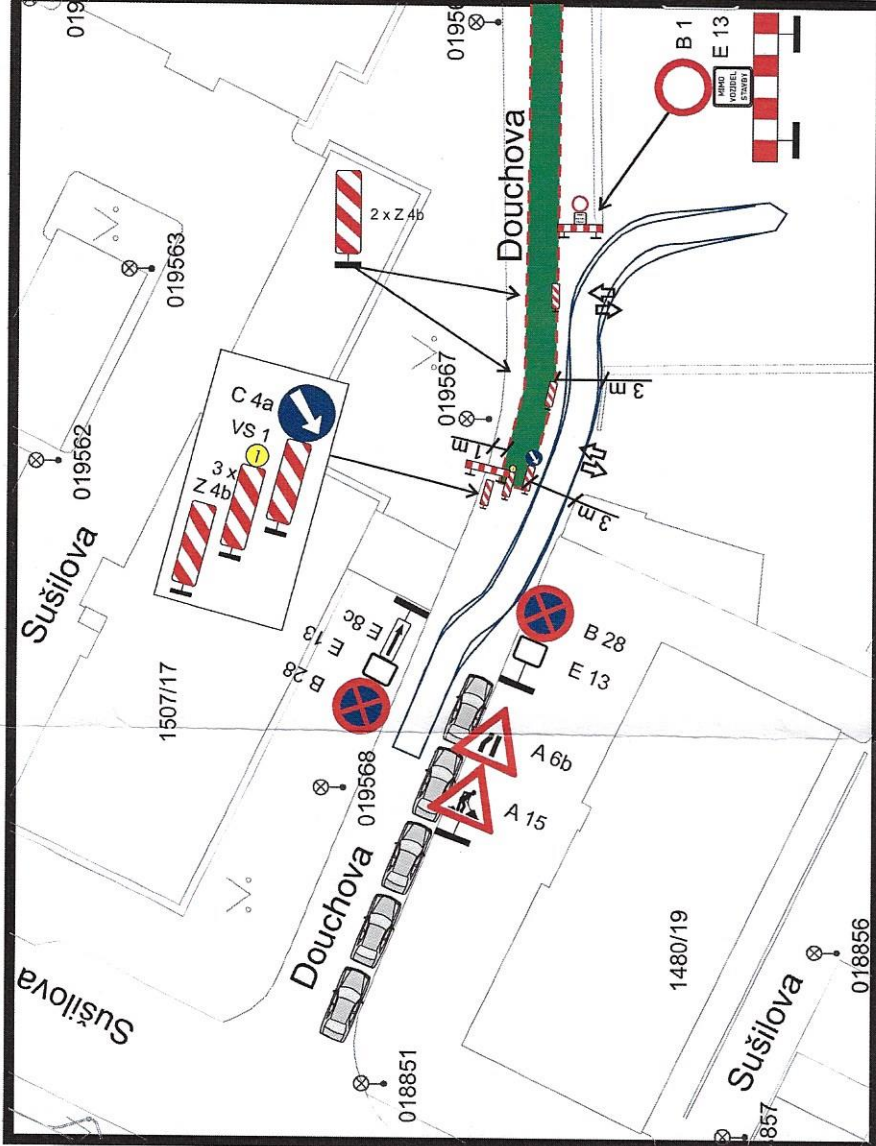 019563
019562
Sušilova
1507/17
2 x Z 4b
Douchova
B 1
E 13
MIMO
VOZIDEL
STAVBY
C 4a
VS 1
1
3 x
Z 4b
019567
1 m
3 m
3 m
B 28
E 13
E 8c
B 28
E 13
A 6b
A 15
019568
Douchova
Sušilova
018851
1480/19
Sušilova
018856
857
0195
019